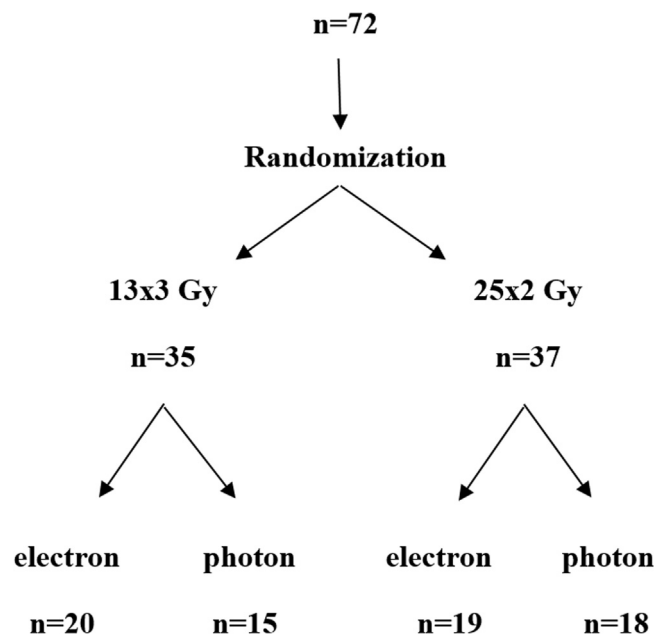 n=72
Randomization
13x3 Gy 25x2 Gy
n=35 n=37
electron photon electron photon
n=20 n=15 n=19 n=18